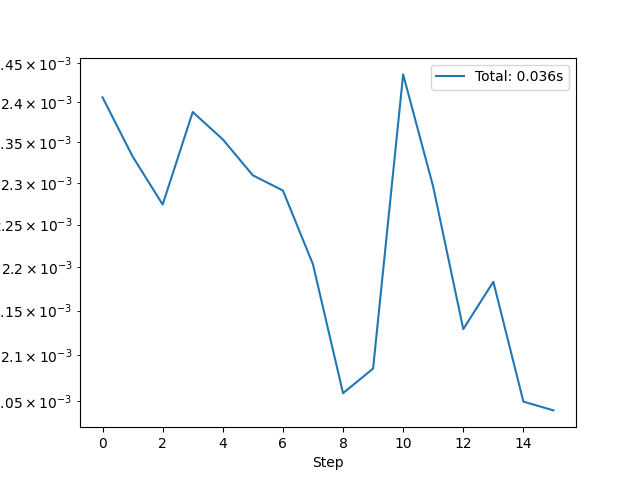 Total: 0.036s
.45 × 10⁻³
2.4 × 10⁻³
.35 × 10⁻³
2.3 × 10⁻³
2.25 × 10⁻³
2.2 × 10⁻³
.15 × 10⁻³
2.1 × 10⁻³
.05 × 10⁻³
0 2 4 6 8 10 12 14
Step